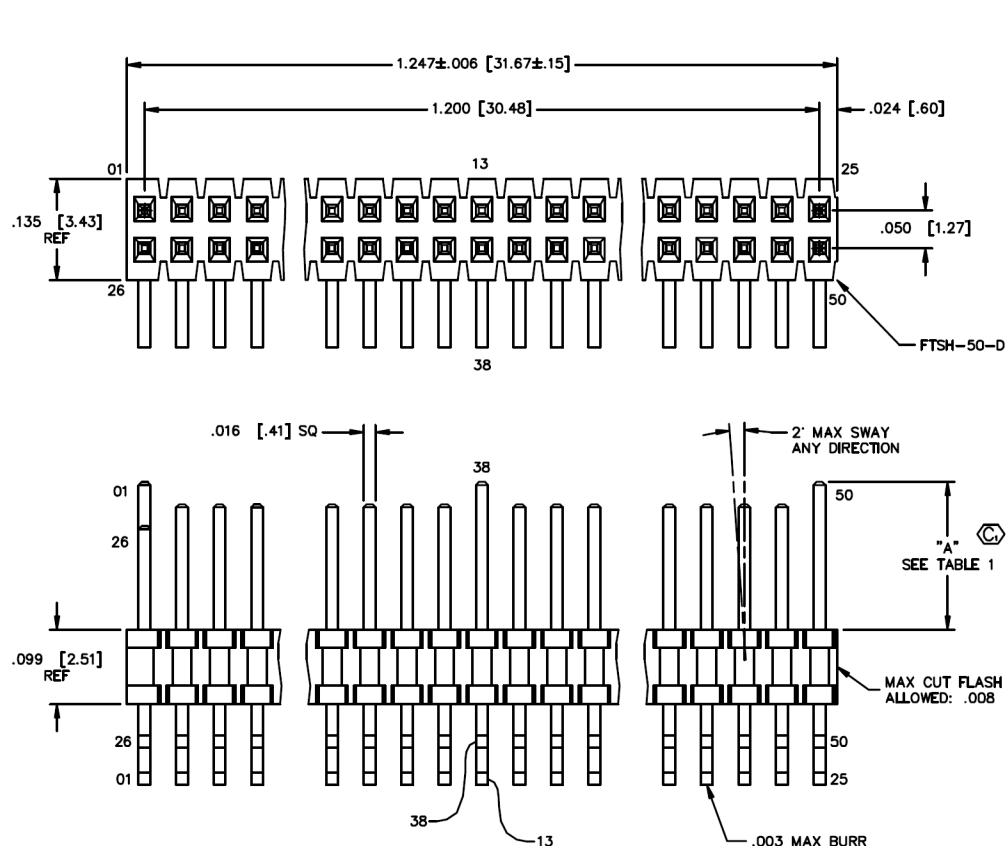 1.247±.006 [31.67±.15]
1.200 [30.48]
.024 [.60]
01
13
25
.135 [3.43]
REF
.050 [1.27]
26
50
FTSH-50-D
38
.016 [.41] SQ
2° MAX SWAY
ANY DIRECTION
38
01
50
26
"A"
SEE TABLE 1
C1
.099 [2.51]
REF
MAX CUT FLASH
ALLOWED: .008
26
50
01
25
38
13
.003 MAX BURR